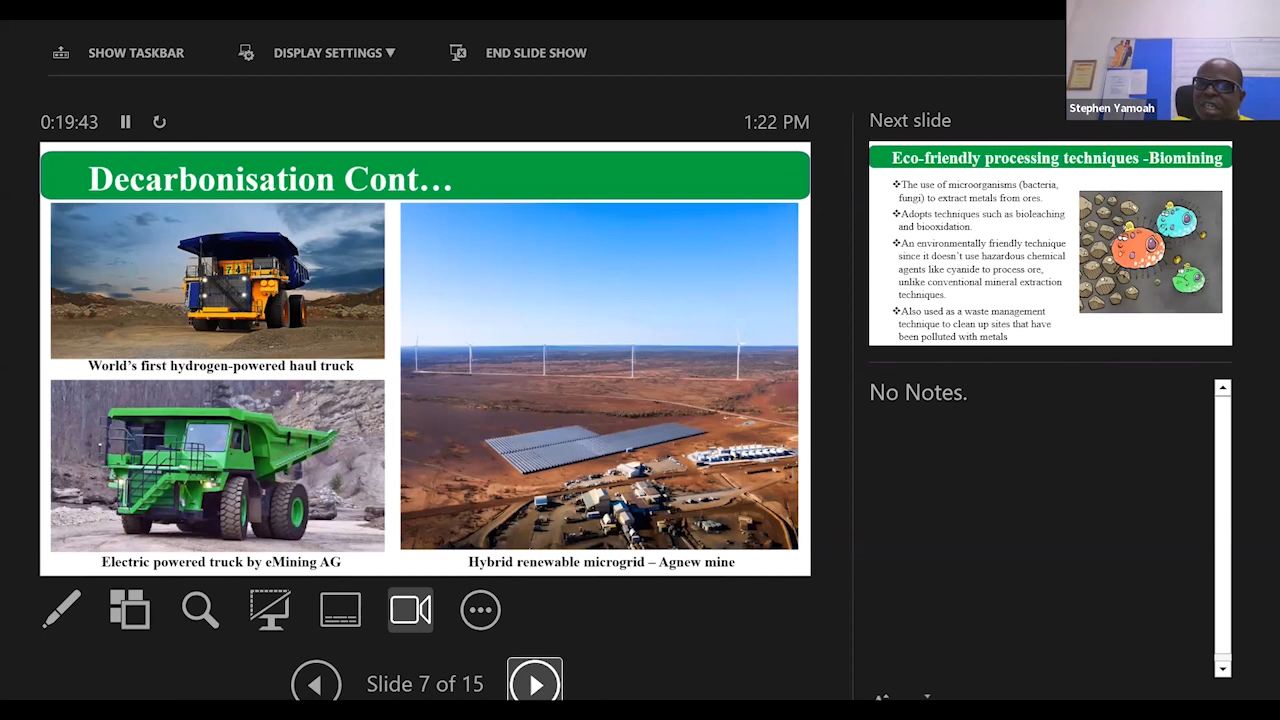 SHOW TASKBAR
DISPLAY SETTINGS ▼
END SLIDE SHOW
Stephen Yamoah
0:19:43
1:22 PM
Next slide
Decarbonisation Cont…
World's first hydrogen-powered haul truck
Electric powered truck by eMining AG
Hybrid renewable microgrid – Agnew mine
Eco-friendly processing techniques -Biomining
❖The use of microorganisms (bacteria,
fungi) to extract metals from ores.
❖Adopts techniques such as bioleaching
and biooxidation.
❖An environmentally friendly technique
since it doesn't use hazardous chemical
agents like cyanide to process ore,
unlike conventional mineral extraction
techniques.
❖Also used as a waste management
technique to clean up sites that have
been polluted with metals
No Notes.
Slide 7 of 15